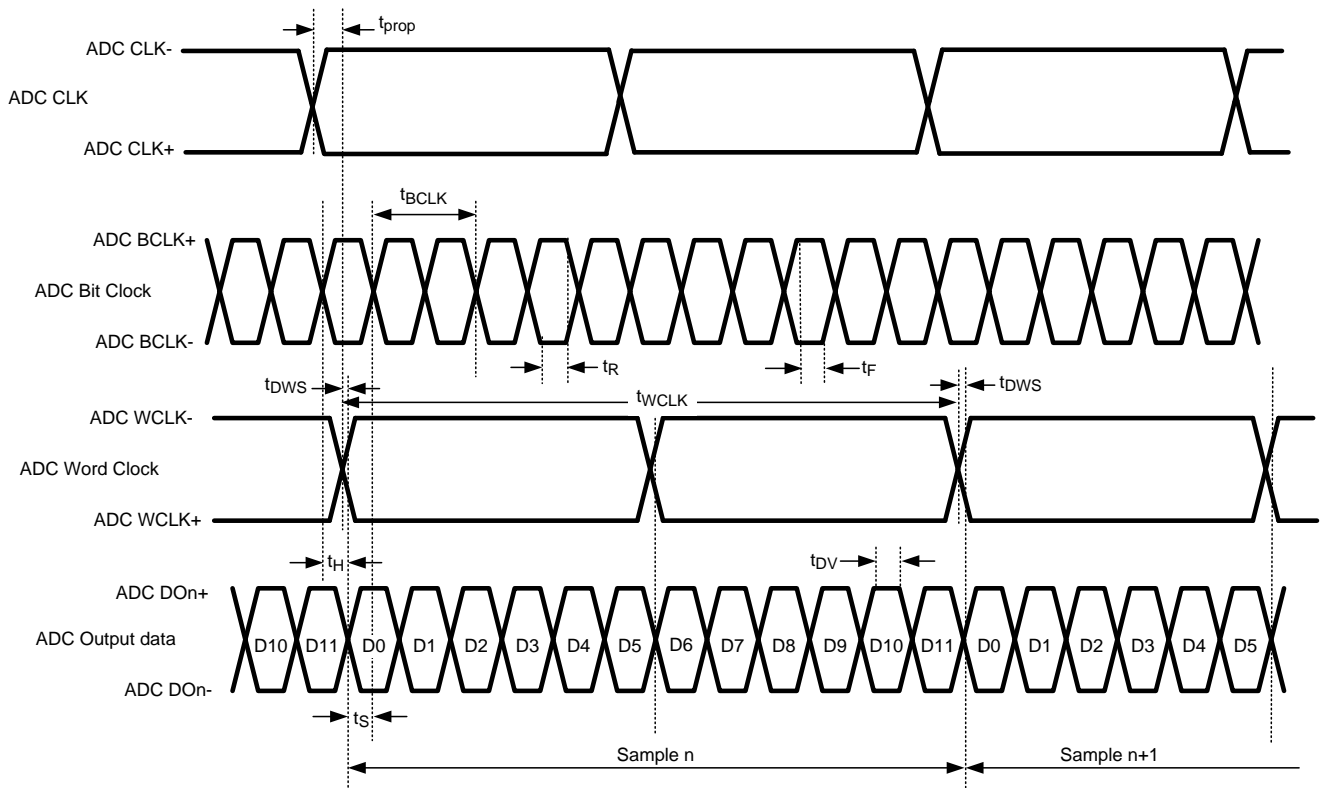 tprop
ADC CLK-
ADC CLK
ADC CLK+
tBCLK
ADC BCLK+
ADC Bit Clock
ADC BCLK-
tR
tF
tDWS
tWCLK
tDWS
ADC WCLK-
ADC Word Clock
ADC WCLK+
tH
tDV
ADC DOn+
ADC Output data
D10 D11 D0 D1 D2 D3 D4 D5 D6 D7 D8 D9 D10 D11 D0 D1 D2 D3 D4 D5
ADC DOn-
tS
Sample n
Sample n+1